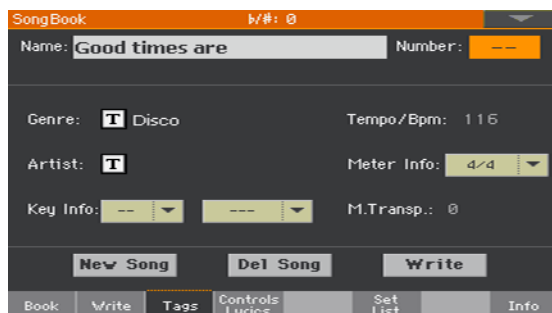 SongBook ♭/#: 0
Name: Good times are Number: --
Genre: T Disco Tempo/Bpm: 116
Artist: T Meter Info: 4/4
Key Info: -- --- M.Transp.: 0
New Song Del Song Write
Book Write Tags Controls Lyrics Set List Info